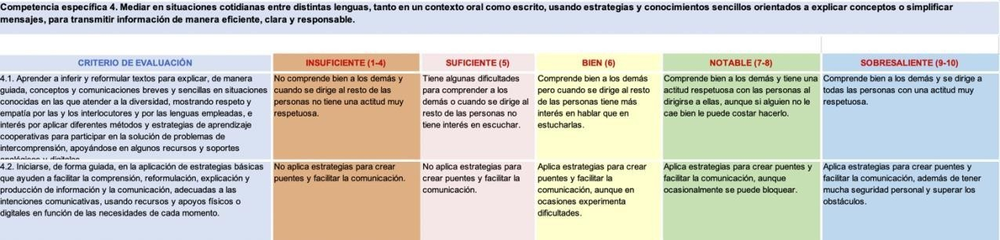 Competencia específica 4. Mediar en situaciones cotidianas entre distintas lenguas, tanto en un contexto oral como escrito, usando estrategias y conocimientos sencillos orientados a explicar conceptos o simplificar
mensajes, para transmitir información de manera eficiente, clara y responsable.
CRITERIO DE EVALUACIÓN
INSUFICIENTE (1-4)
SUFICIENTE (5)
BIEN (6)
NOTABLE (7-8)
SOBRESALIENTE (9-10)
4.1. Aprender a inferir y reformular textos para explicar, de manera
guiada, conceptos y comunicaciones breves y sencillas en situaciones
conocidas en las que atender a la diversidad, mostrando respeto y
empatía por las y los interlocutores y por las lenguas empleadas, e
interés por aplicar diferentes métodos y estrategias de aprendizaje
cooperativas para participar en la solución de problemas de
intercomprensión, apoyándose en algunos recursos y soportes
analógicos y digitales.
No comprende bien a los demás y
cuando se dirige al resto de las
personas no tiene una actitud muy
respetuosa.
Tiene algunas dificultades
para comprender a los
demás o cuando se dirige al
resto de las personas no
tiene interés en escuchar.
Comprende bien a los demás
pero cuando se dirige al resto
de las personas tiene más
interés en hablar que en
estucharlas.
Comprende bien a los demás y tiene una
actitud respetuosa con las personas al
dirigirse a ellas, aunque si alguien no le
cae bien le puede costar hacerlo.
Comprende bien a los demás y se dirige a
todas las personas con una actitud muy
respetuosa.
4.2. Iniciarse, de forma guiada, en la aplicación de estrategias básicas
que ayuden a facilitar la comprensión, reformulación, explicación y
producción de información y la comunicación, adecuadas a las
intenciones comunicativas, usando recursos y apoyos físicos o
digitales en función de las necesidades de cada momento.
No aplica estrategias para crear
puentes y facilitar la comunicación.
No aplica estrategias para
crear puentes y facilitar la
comunicación.
Aplica estrategias para crear
puentes y facilitar la
comunicación, aunque en
ocasiones experimenta
dificultades.
Aplica estrategias para crear puentes y
facilitar la comunicación, aunque
ocasionalmente se puede bloquear.
Aplica estrategias para crear puentes y
facilitar la comunicación, además de tener
mucha seguridad personal y superar los
obstáculos.